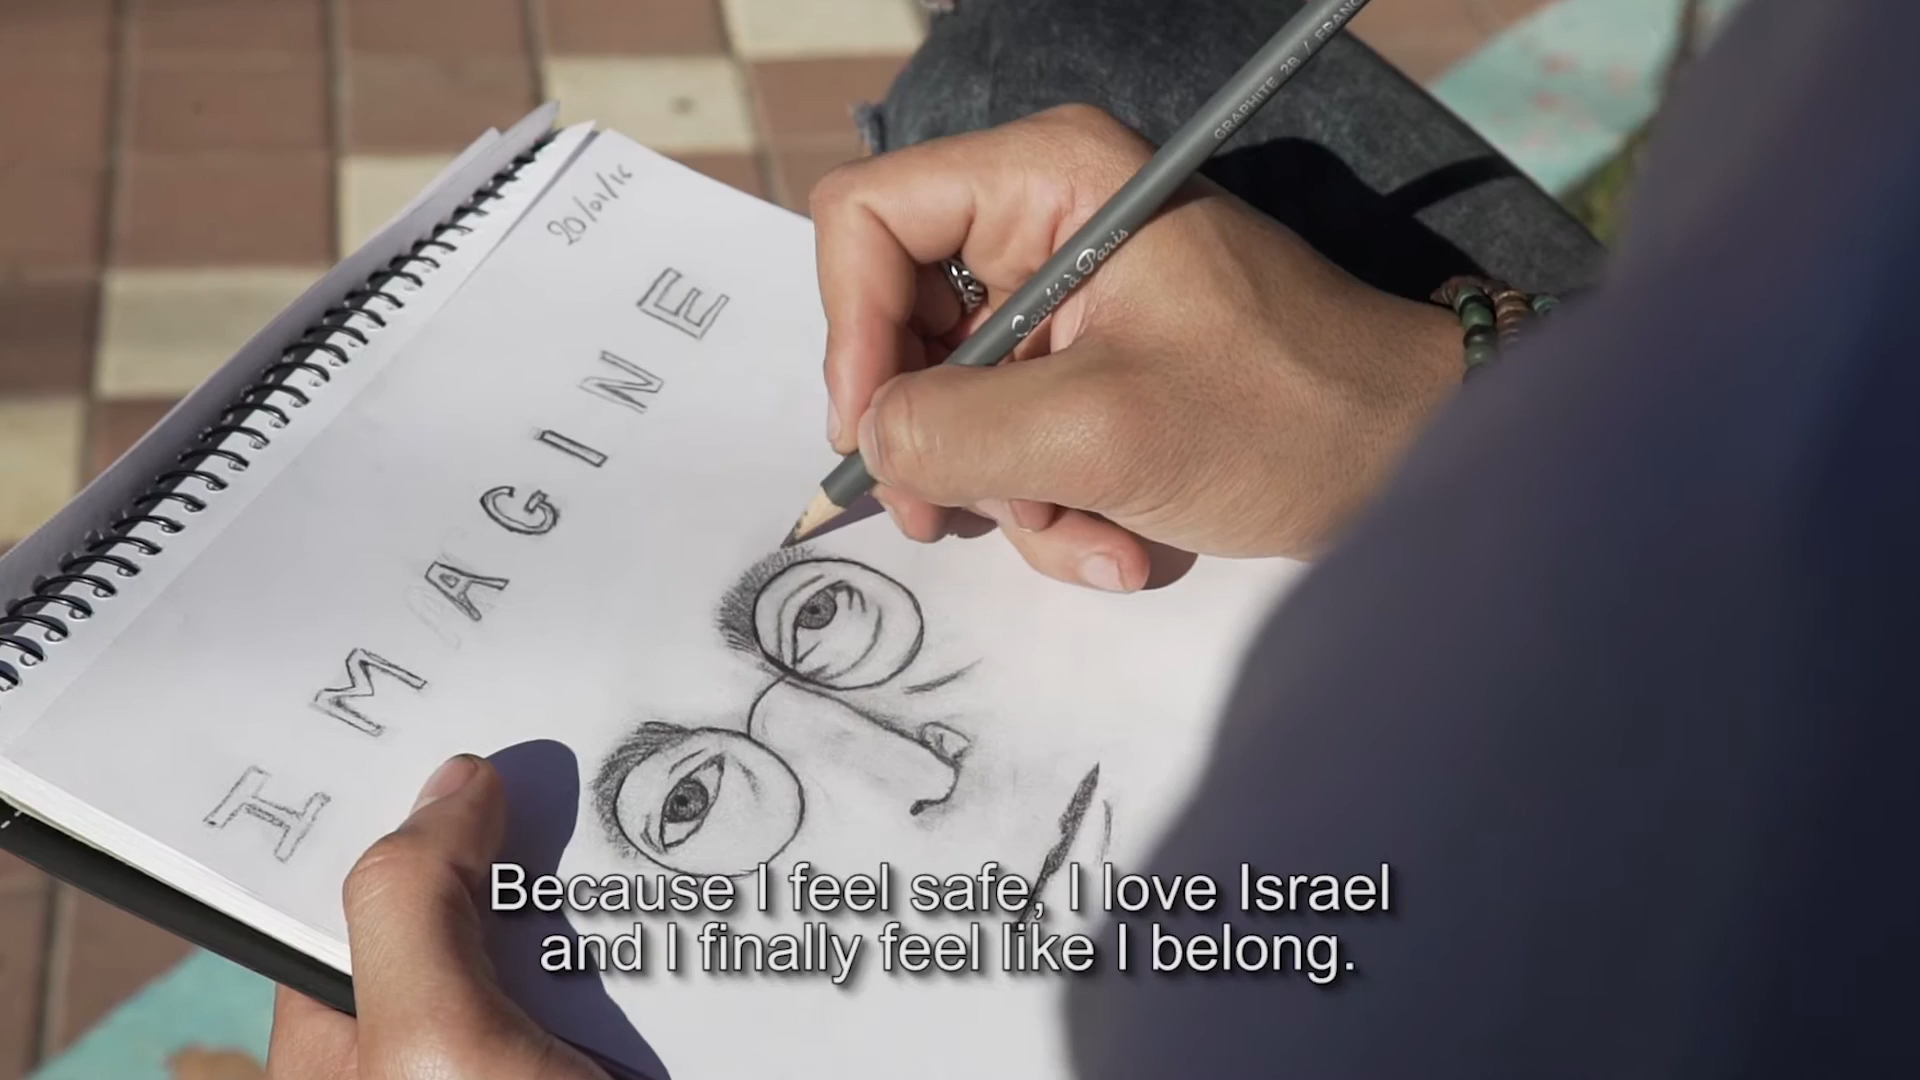 GRAPHITE 2B / FRANC
Conté à Paris
20/01/16
IMAGINE
Because I feel safe, I love Israel
and I finally feel like I belong.